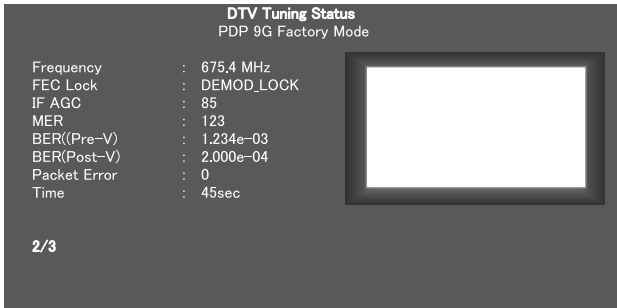 DTV Tuning Status
PDP 9G Factory Mode
Frequency : 675.4 MHz
FEC Lock : DEMOD_LOCK
IF AGC : 85
MER : 123
BER((Pre-V) : 1.234e-03
BER(Post-V) : 2.000e-04
Packet Error : 0
Time : 45sec
2/3